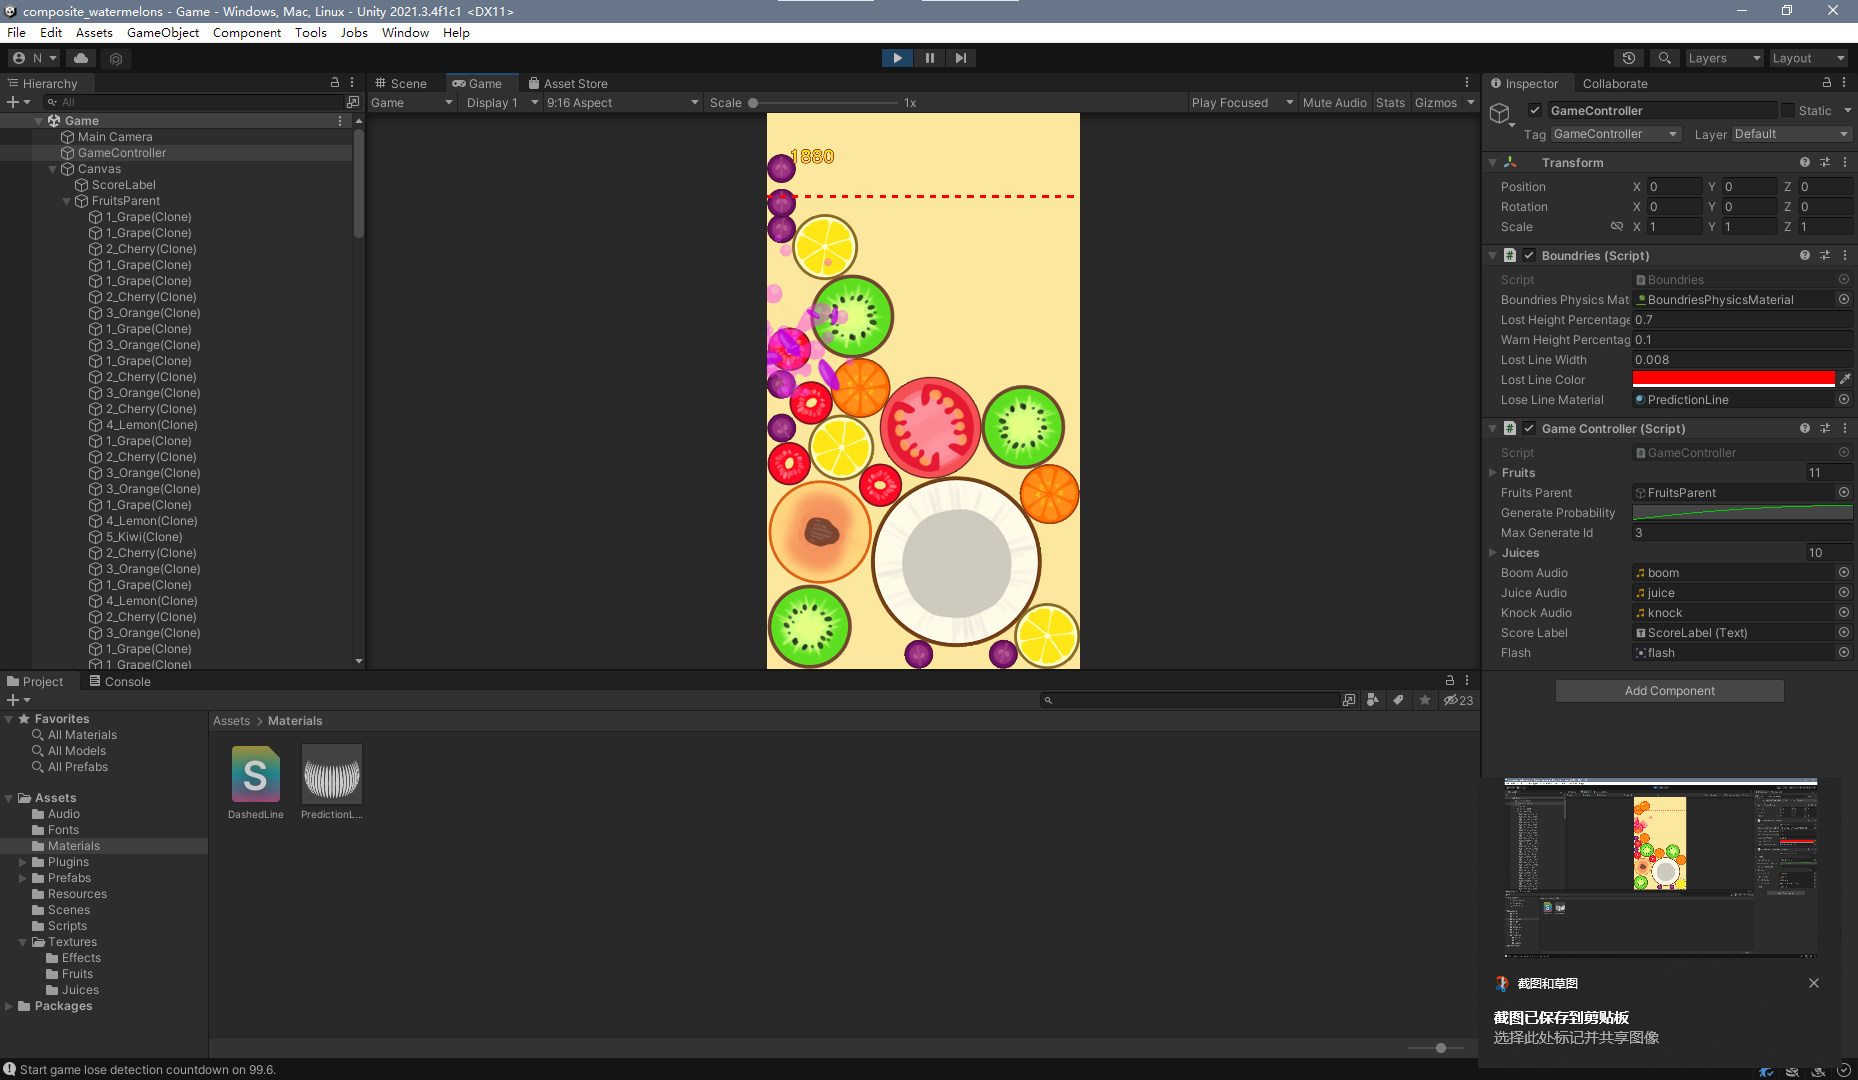 composite_watermelons - Game - Windows, Mac, Linux - Unity 2021.3.4f1c1 <DX11>
File Edit Assets GameObject Component Tools Jobs Window Help
N
Layers
Layout
Hierarchy
All
Game
Main Camera
GameController
Canvas
ScoreLabel
FruitsParent
1_Grape(Clone)
1_Grape(Clone)
2_Cherry(Clone)
1_Grape(Clone)
1_Grape(Clone)
2_Cherry(Clone)
3_Orange(Clone)
1_Grape(Clone)
3_Orange(Clone)
1_Grape(Clone)
2_Cherry(Clone)
3_Orange(Clone)
2_Cherry(Clone)
4_Lemon(Clone)
1_Grape(Clone)
2_Cherry(Clone)
3_Orange(Clone)
3_Orange(Clone)
1_Grape(Clone)
4_Lemon(Clone)
5_Kiwi(Clone)
2_Cherry(Clone)
3_Orange(Clone)
1_Grape(Clone)
4_Lemon(Clone)
2_Cherry(Clone)
3_Orange(Clone)
1_Grape(Clone)
1_Grape(Clone)
Scene Game Asset Store
Game Display 1 9:16 Aspect Scale 1x Play Focused Mute Audio Stats Gizmos
1880
Inspector Collaborate
GameController Static
Tag GameController Layer Default
Transform
Position X 0 Y 0 Z 0
Rotation X 0 Y 0 Z 0
Scale X 1 Y 1 Z 1
# Boundries (Script)
Script Boundries
Boundries Physics Mat BoundriesPhysicsMaterial
Lost Height Percentage 0.7
Warn Height Percentag 0.1
Lost Line Width 0.008
Lost Line Color
Lose Line Material PredictionLine
# Game Controller (Script)
Script GameController
Fruits 11
Fruits Parent FruitsParent
Generate Probability
Max Generate Id 3
Juices 10
Boom Audio boom
Juice Audio juice
Knock Audio knock
Score Label ScoreLabel (Text)
Flash flash
Add Component
Project Console
23
Favorites
All Materials
All Models
All Prefabs
Assets
Audio
Fonts
Materials
Plugins
Prefabs
Resources
Scenes
Scripts
Textures
Effects
Fruits
Juices
Packages
Assets > Materials
S
DashedLine
PredictionL...
截图和草图
截图已保存到剪贴板
选择此处标记并共享图像
Start game lose detection countdown on 99.6.